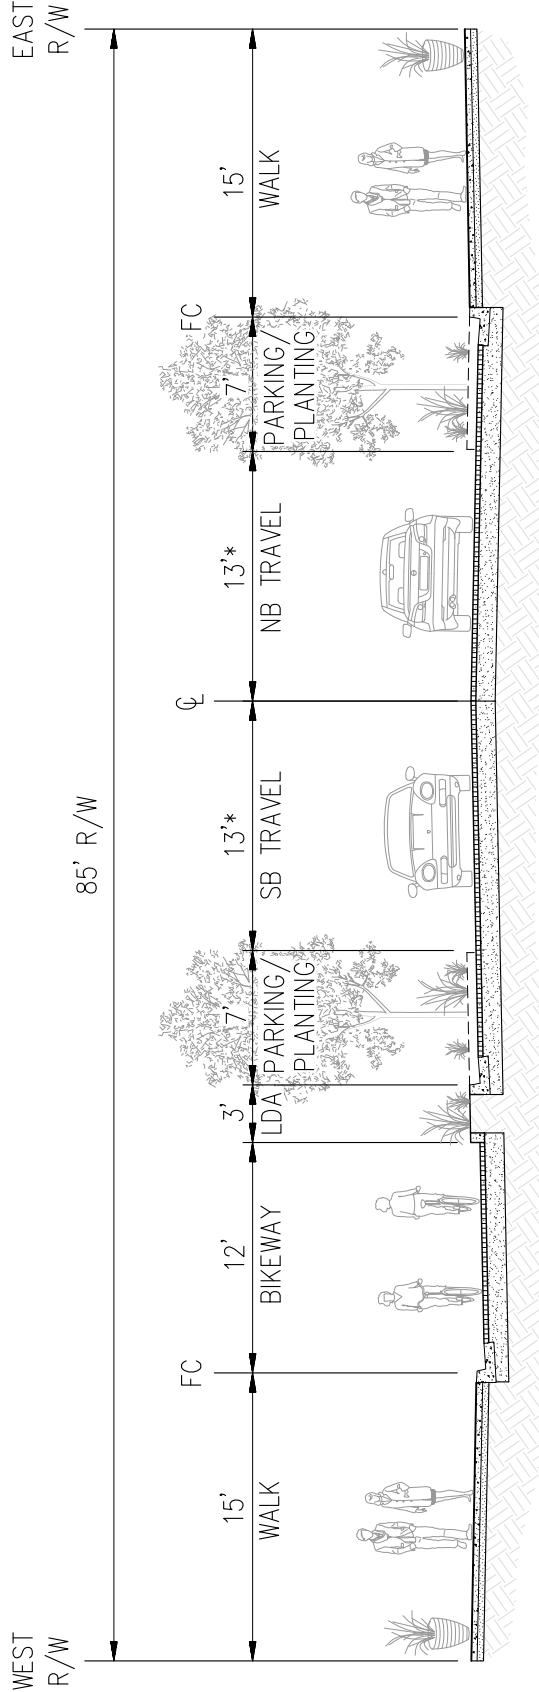 WEST
R/W
EAST
R/W
85' R/W
FC
℄
FC
15'
WALK
12'
BIKEWAY
3'
LDA
7'
PARKING/
PLANTING
13'*
SB TRAVEL
13'*
NB TRAVEL
7'
PARKING/
PLANTING
15'
WALK